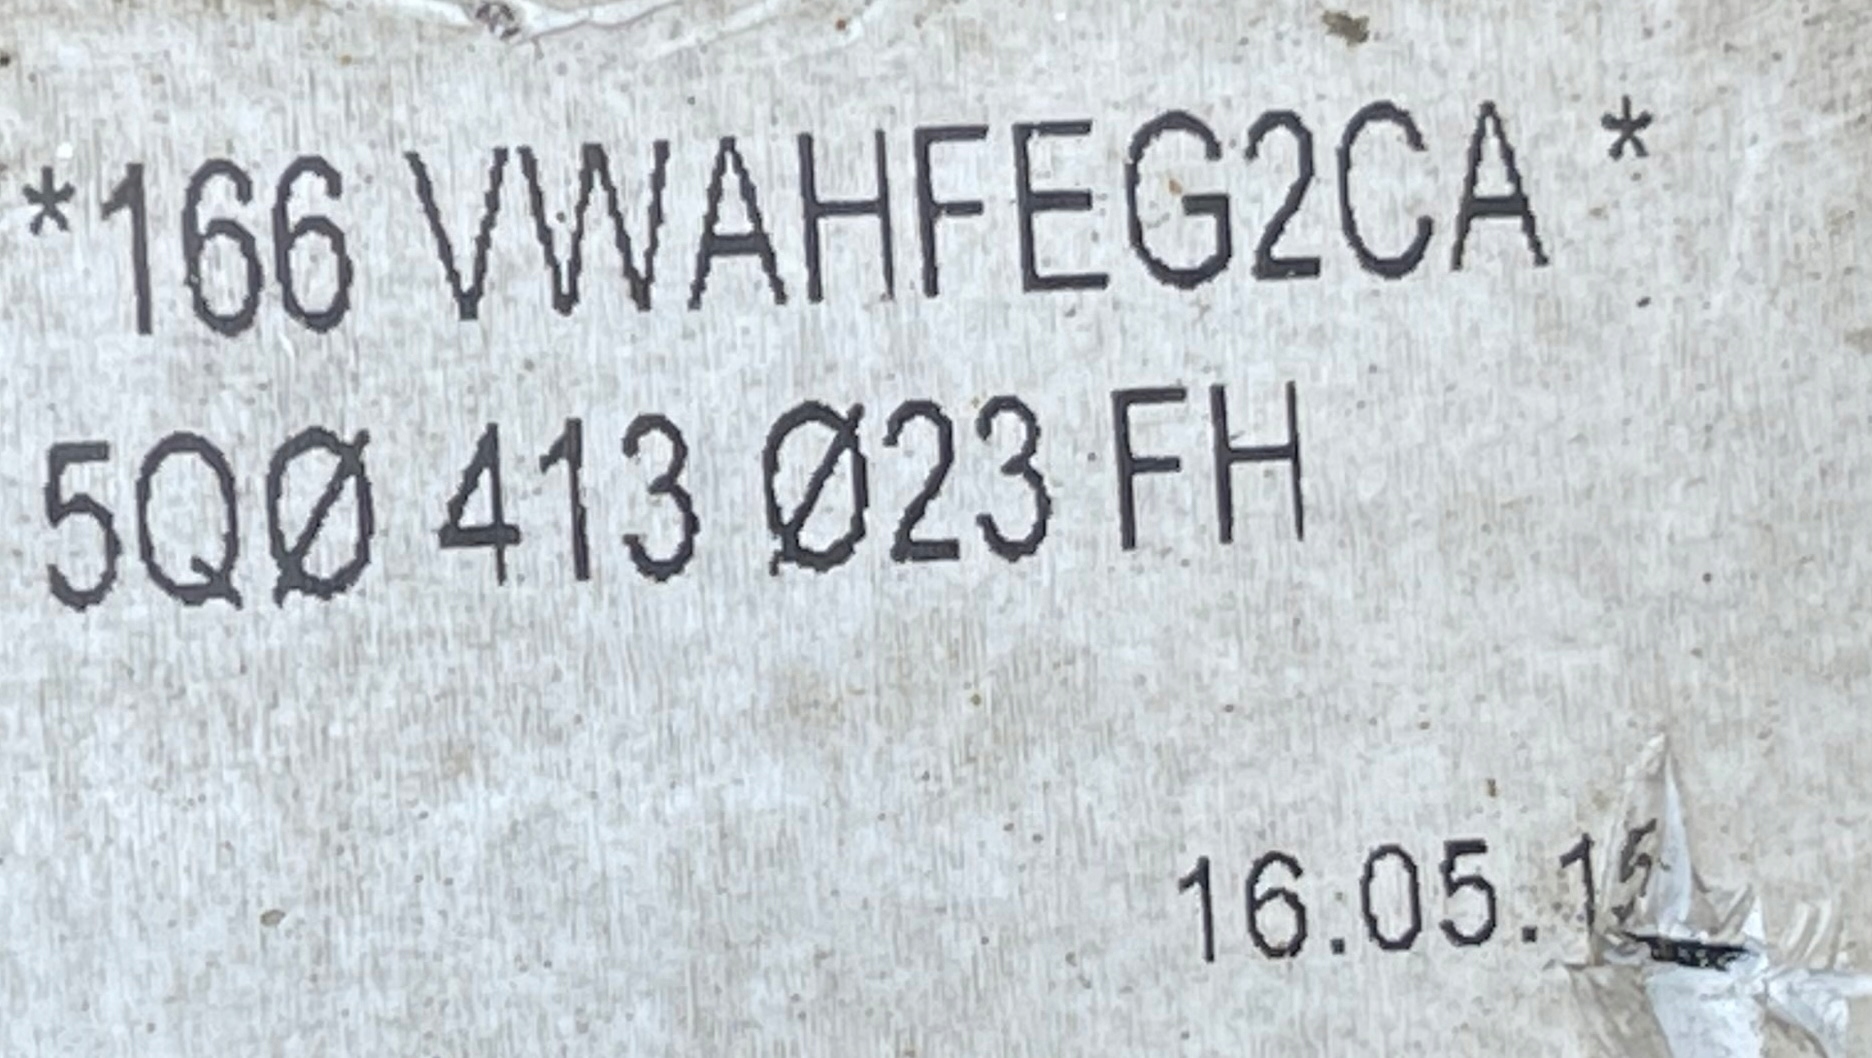 *166 VWAHFEG2CA *
5QØ 413 Ø23 FH
16.05.15